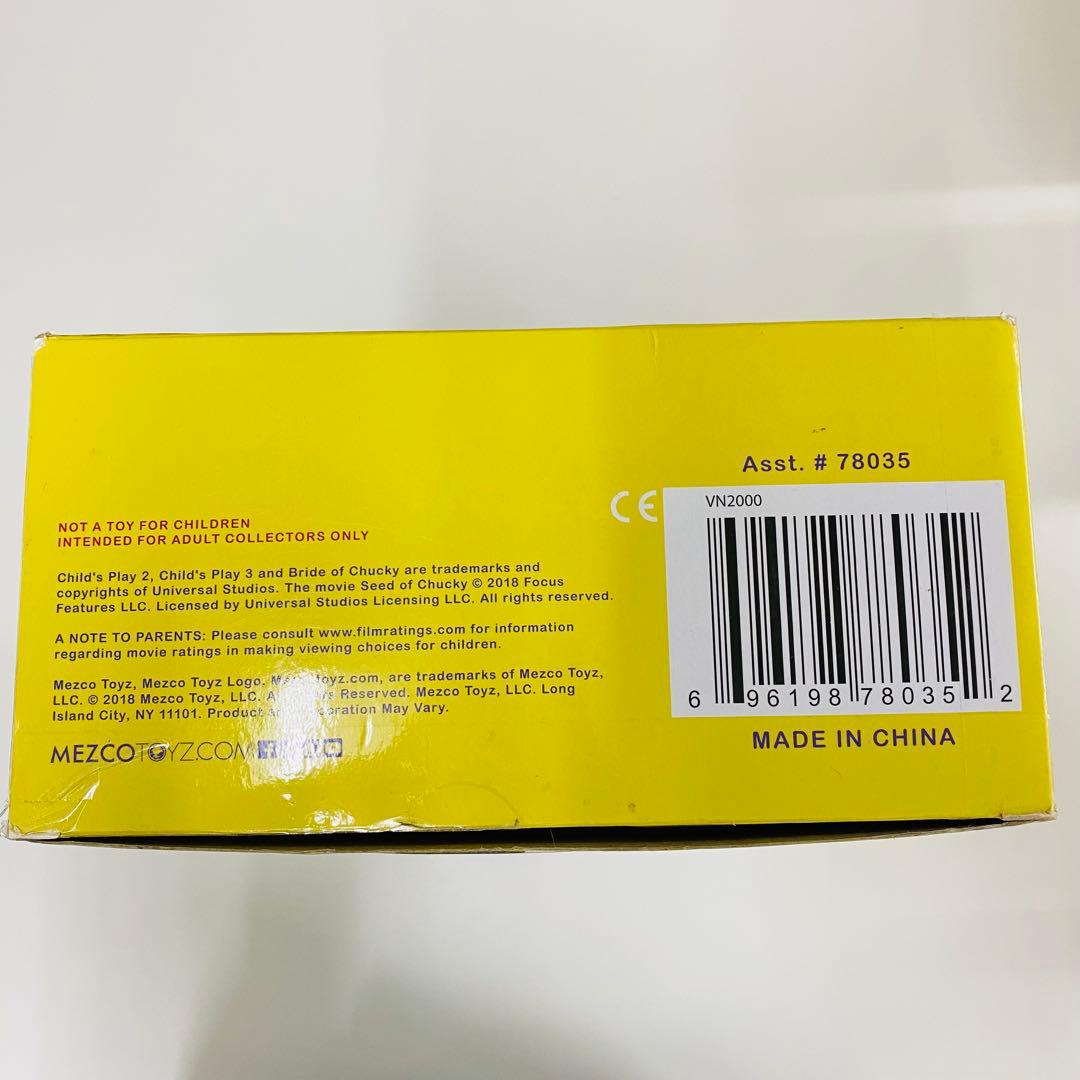 NOT A TOY FOR CHILDREN
INTENDED FOR ADULT COLLECTORS ONLY
Child's Play 2, Child's Play 3 and Bride of Chucky are trademarks and
copyrights of Universal Studios. The movie Seed of Chucky © 2018 Focus
Features LLC. Licensed by Universal Studios Licensing LLC. All rights reserved.
A NOTE TO PARENTS: Please consult www.filmratings.com for information
regarding movie ratings in making viewing choices for children.
Mezco Toyz, Mezco Toyz Logo. Mezco Toyz.com, are trademarks of Mezco Toyz,
LLC. © 2018 Mezco Toyz, LLC. Reserved. Mezco Toyz, LLC. Long
Island City, NY 11101. Product May Vary.
MEZCOTOYZ.COM
Asst. # 78035
CE
VN2000
6 96198 78035 2
MADE IN CHINA